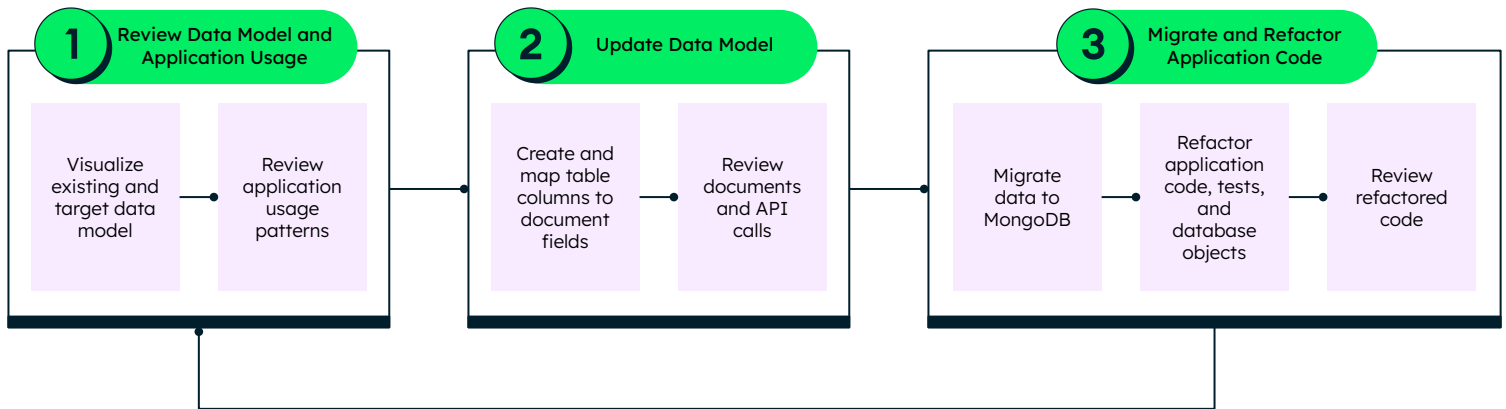 1
Review Data Model and
Application Usage
Visualize
existing and
target data
model
Review
application
usage
patterns
2
Update Data Model
Create and
map table
columns to
document
fields
Review
documents
and API
calls
3
Migrate and Refactor
Application Code
Migrate
data to
MongoDB
Refactor
application
code, tests,
and
database
objects
Review
refactored
code